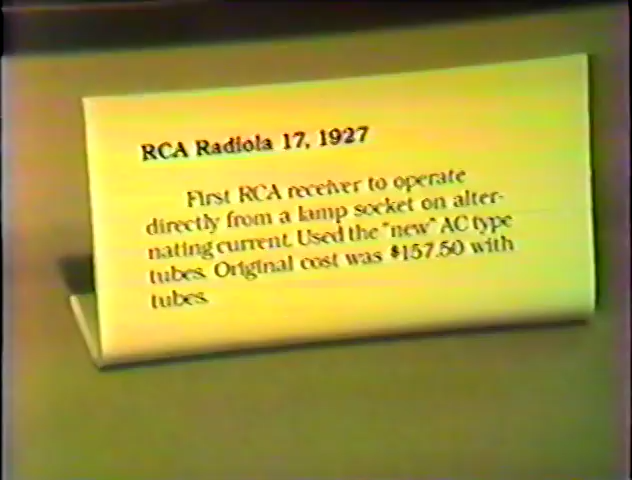 RCA Radiola 17, 1927
First RCA receiver to operate
directly from a lamp socket on alter-
nating current. Used the "new" AC type
tubes. Original cost was $157.50 with
tubes.